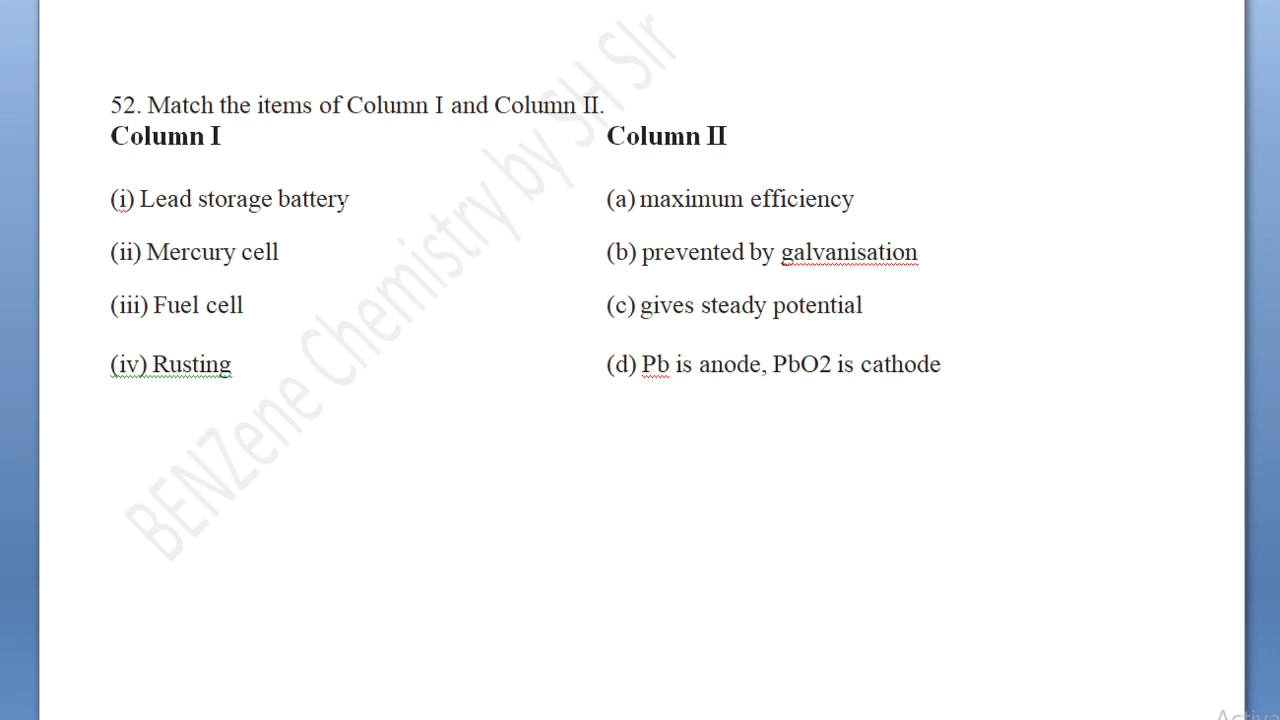 52. Match the items of Column I and Column II.
Column I Column II
(i) Lead storage battery (a) maximum efficiency
(ii) Mercury cell (b) prevented by galvanisation
(iii) Fuel cell (c) gives steady potential
(iv) Rusting (d) Pb is anode, PbO2 is cathode
BENZene Chemistry by SH SIr